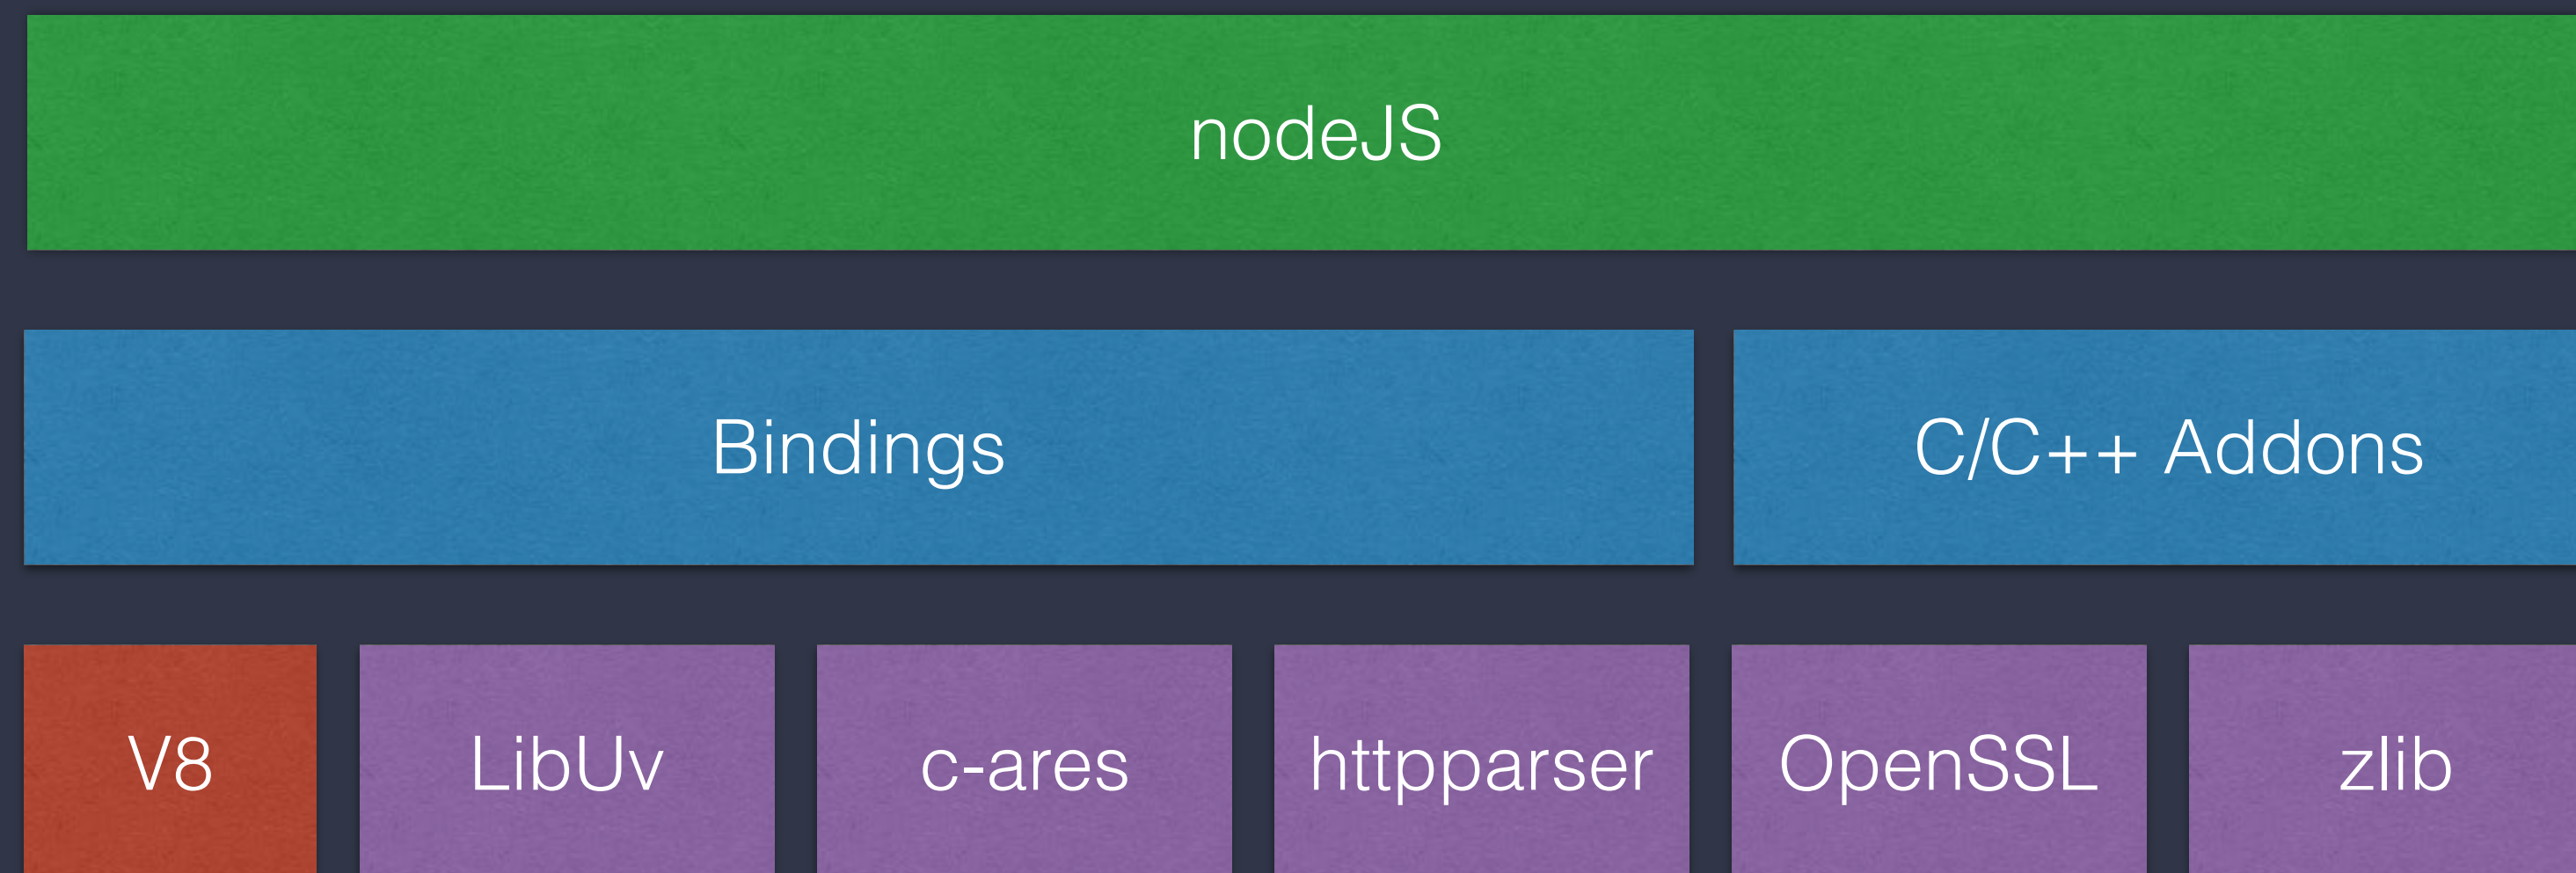 nodeJS
Bindings
C/C++ Addons
V8
LibUv
c-ares
httpparser
OpenSSL
zlib